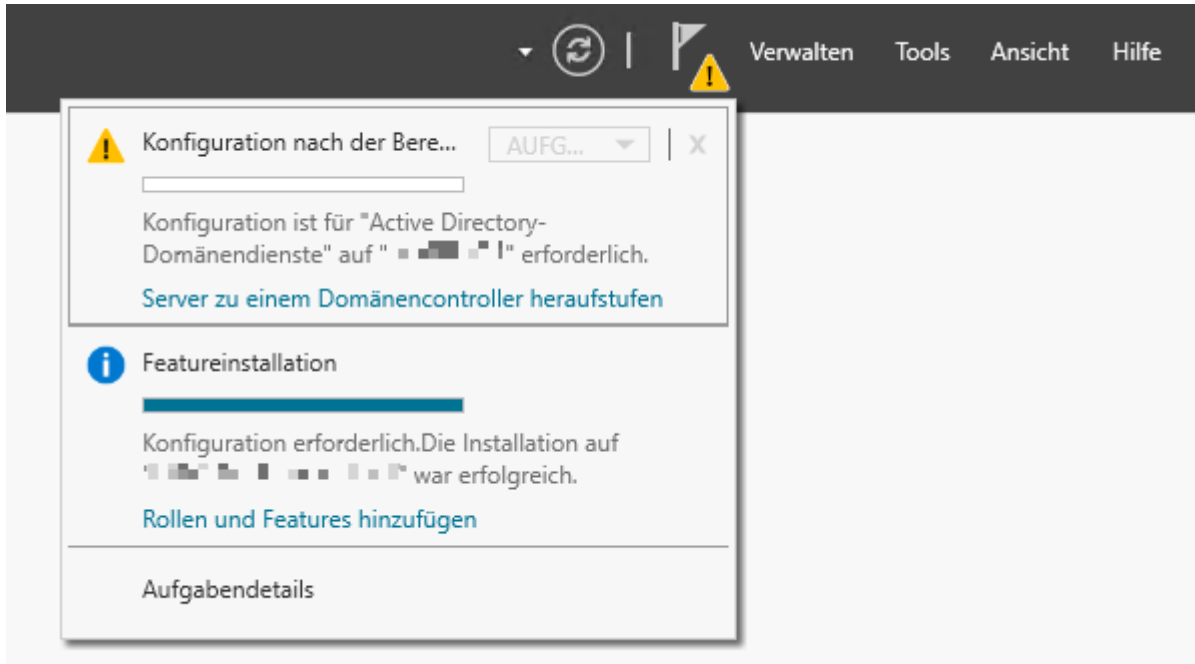 Verwalten Tools Ansicht Hilfe
Konfiguration nach der Bere... AUFG... X
Konfiguration ist für "Active Directory-
Domänendienste" auf " " erforderlich.
Server zu einem Domänencontroller heraufstufen
Featureinstallation
Konfiguration erforderlich.Die Installation auf
" " war erfolgreich.
Rollen und Features hinzufügen
Aufgabendetails